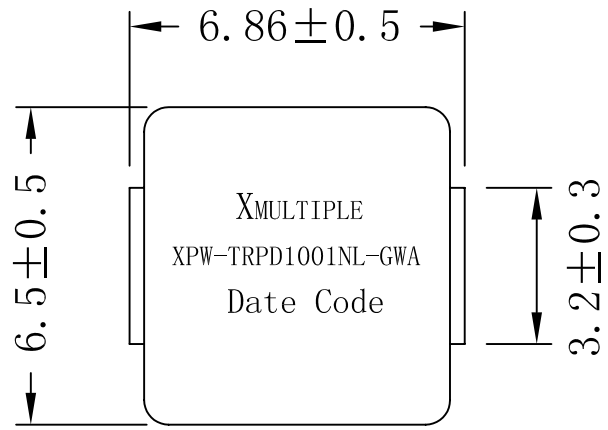 6.86±0.5
6.5±0.5
XMULTIPLE
XPW-TRPD1001NL-GWA
Date Code
3.2±0.3